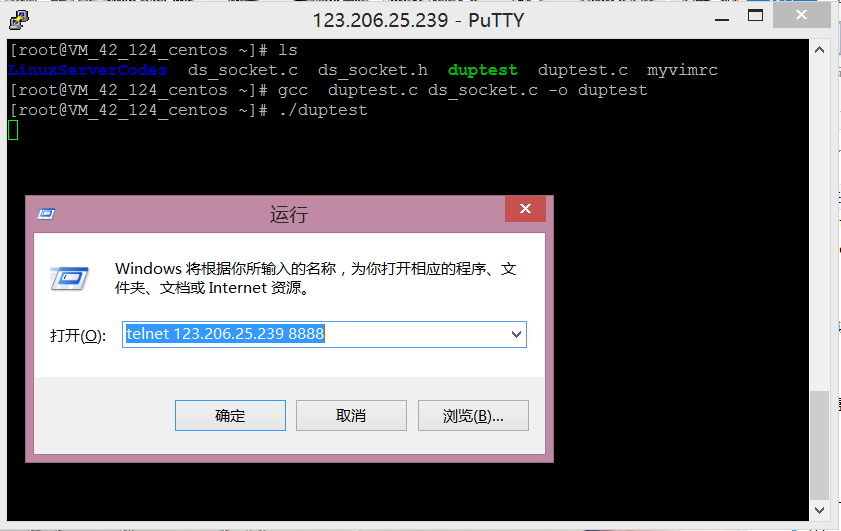 123.206.25.239 - PuTTY
[root@VM_42_124_centos ~]# ls
LinuxServerCodes ds_socket.c ds_socket.h duptest duptest.c myvimrc
[root@VM_42_124_centos ~]# gcc duptest.c ds_socket.c -o duptest
[root@VM_42_124_centos ~]# ./duptest
运行
Windows 将根据你所输入的名称，为你打开相应的程序、文
件夹、文档或 Internet 资源。
打开(O): telnet 123.206.25.239 8888
确定 取消 浏览(B)...